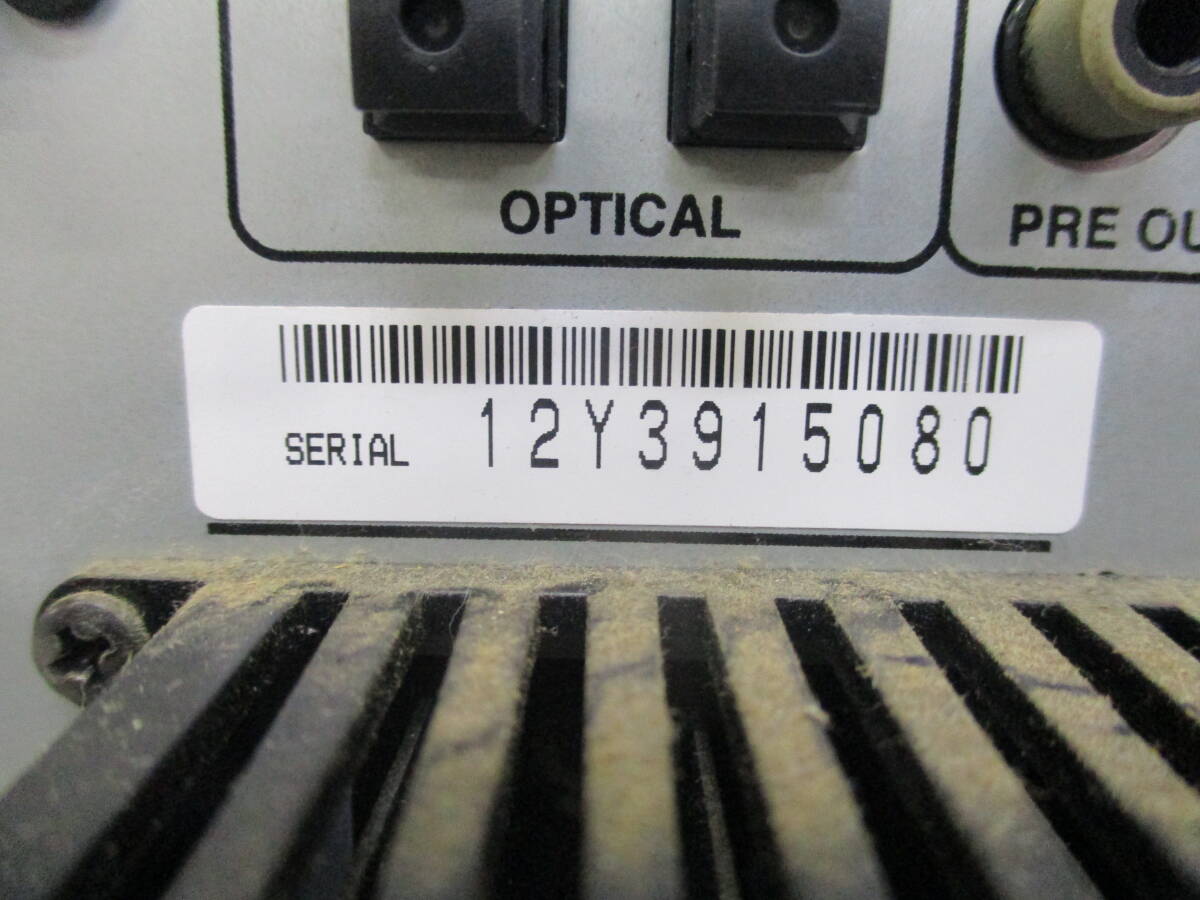 OPTICAL
PRE OU
SERIAL 12Y3915080